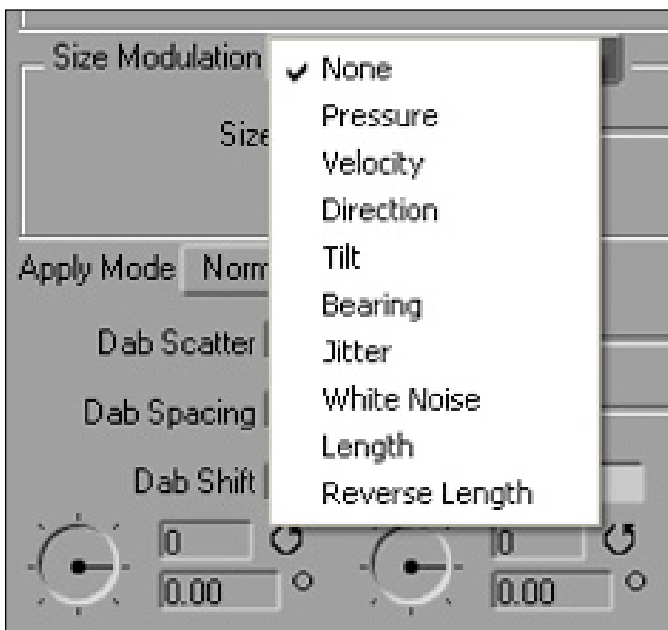 Size Modulation
None
Pressure
Size
Velocity
Direction
Tilt
Apply Mode Norm
Bearing
Dab Scatter
Jitter
White Noise
Dab Spacing
Length
Dab Shift
Reverse Length
0 0
0.00 0.00